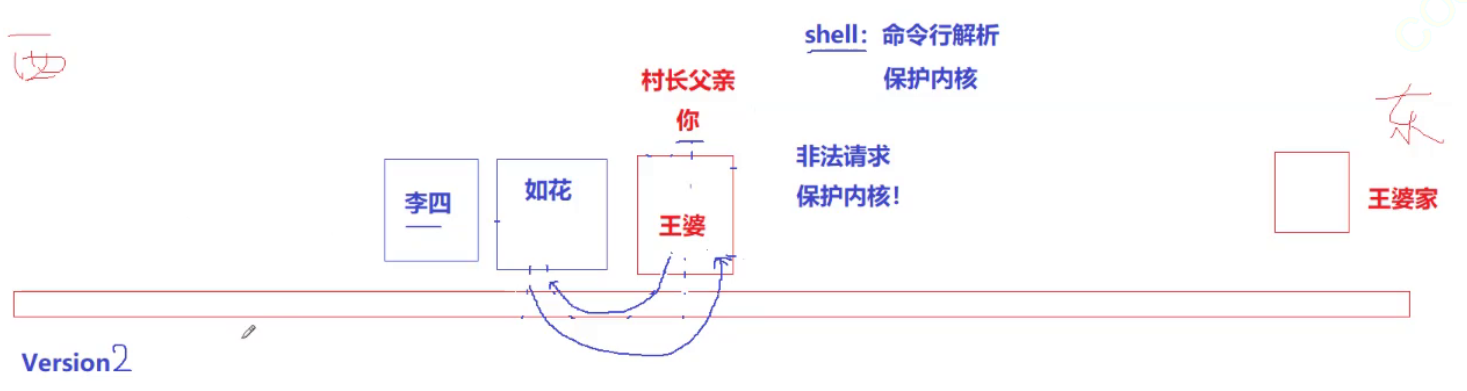 西
shell：命令行解析
保护内核
村长父亲
你
东
非法请求
保护内核！
李四
如花
王婆
王婆家
Version2